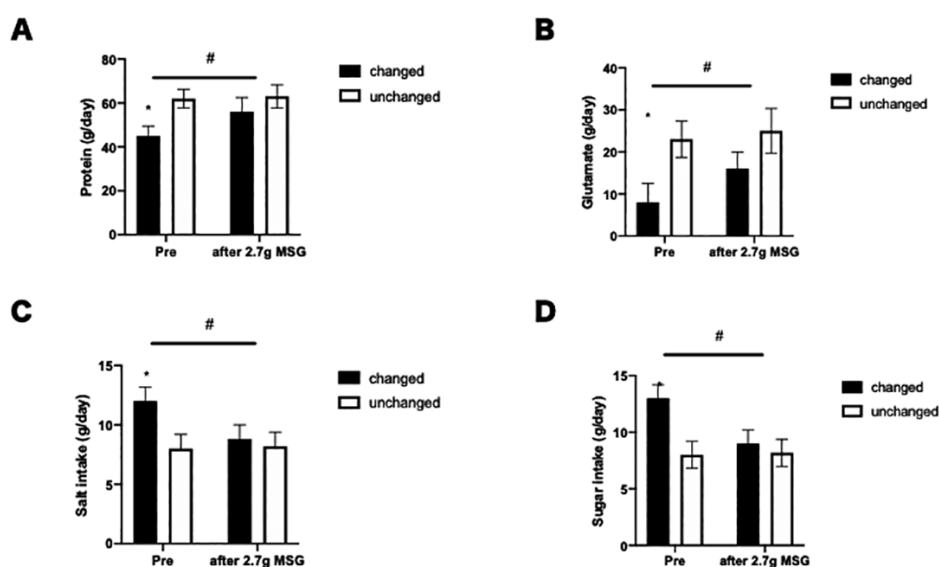 A
Protein (g/day)
80
60
40
20
0
*
#
Pre
after 2.7g MSG
changed
unchanged
B
Glutamate (g/day)
40
30
20
10
0
*
#
Pre
after 2.7g MSG
changed
unchanged
C
Salt intake (g/day)
15
10
5
0
*
#
Pre
after 2.7g MSG
changed
unchanged
D
Sugar intake (g/day)
15
10
5
0
*
#
Pre
after 2.7g MSG
changed
unchanged